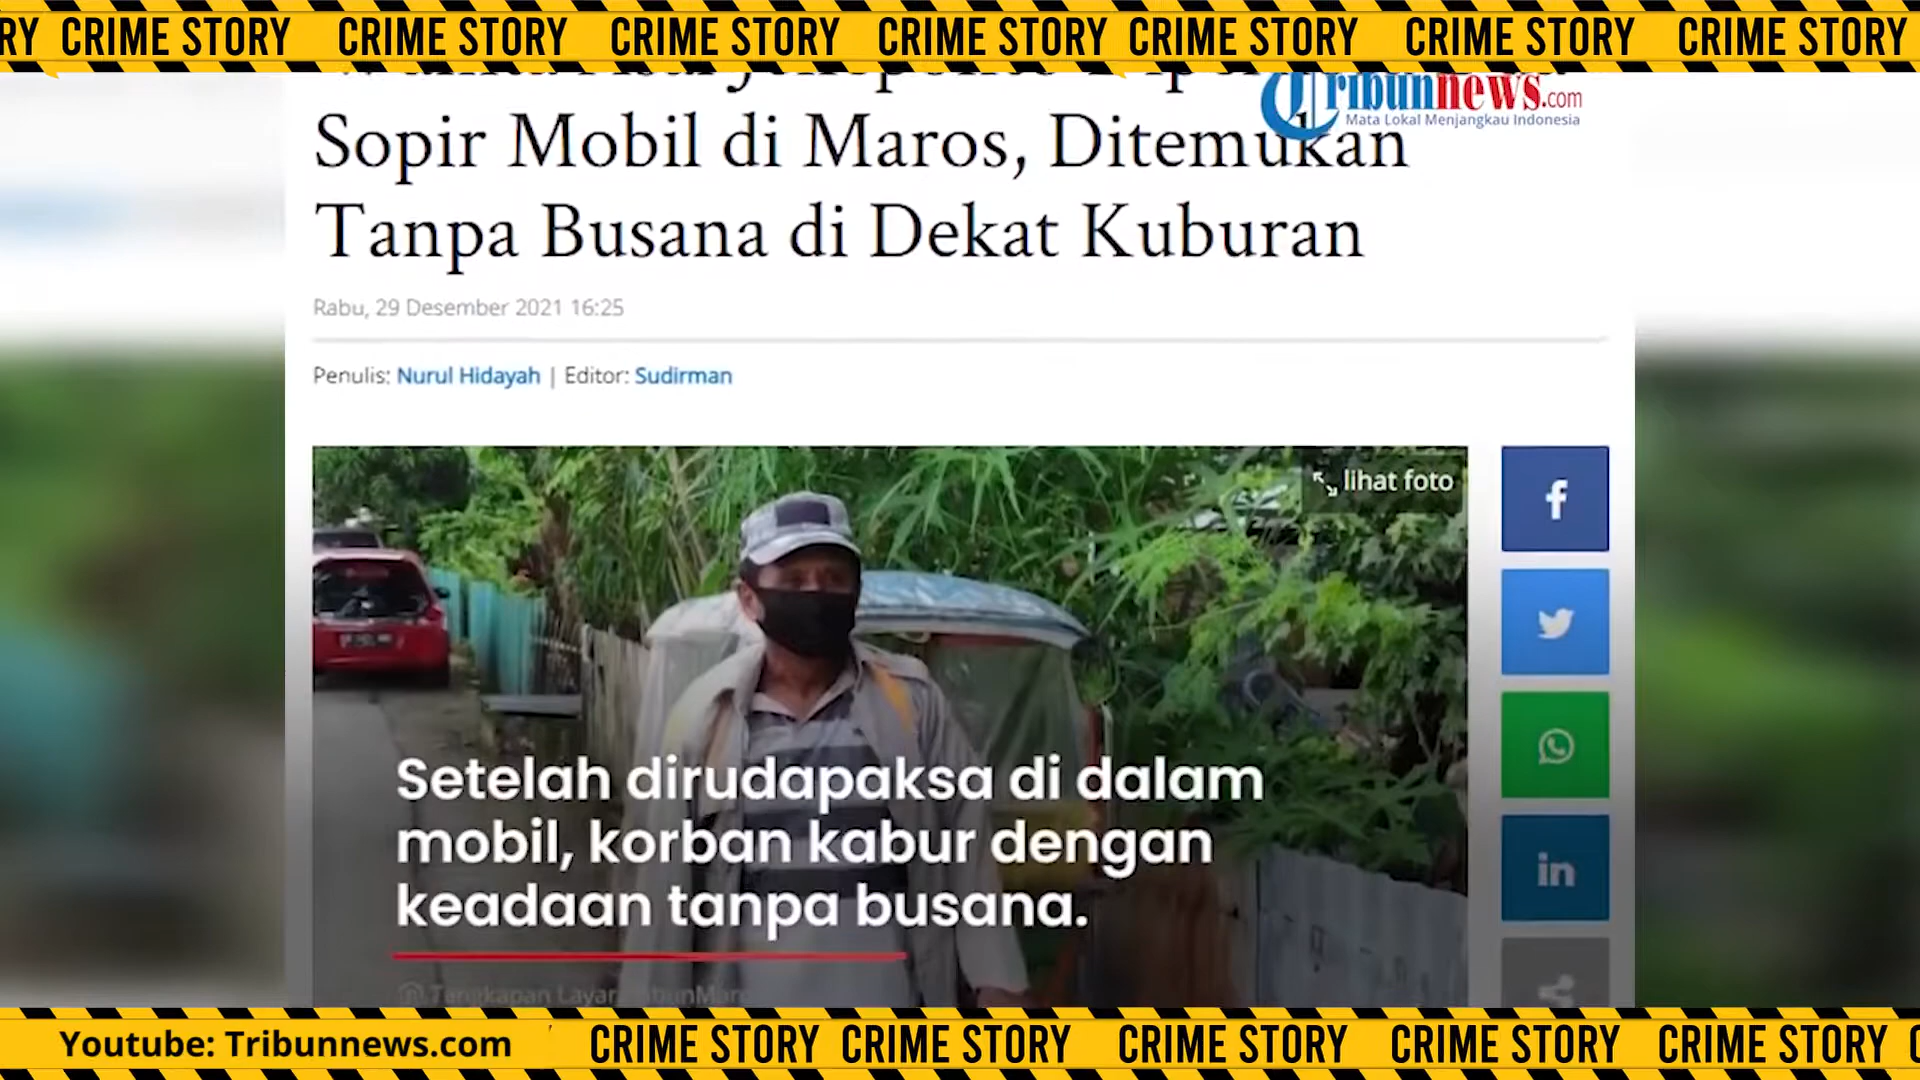 CRIME STORY CRIME STORY CRIME STORY CRIME STORY CRIME STORY CRIME STORY CRIME STORY
Tribunnews.com
Mata Lokal Menjangkau Indonesia
Sopir Mobil di Maros, Ditemukan
Tanpa Busana di Dekat Kuburan
Rabu, 29 Desember 2021 16:25
Penulis: Nurul Hidayah | Editor: Sudirman
lihat foto
f
Setelah dirudapaksa di dalam
mobil, korban kabur dengan
in
keadaan tanpa busana.
Tangkapan Layar
Youtube: Tribunnews.com CRIME STORY CRIME STORY CRIME STORY CRIME STORY CRIME STORY